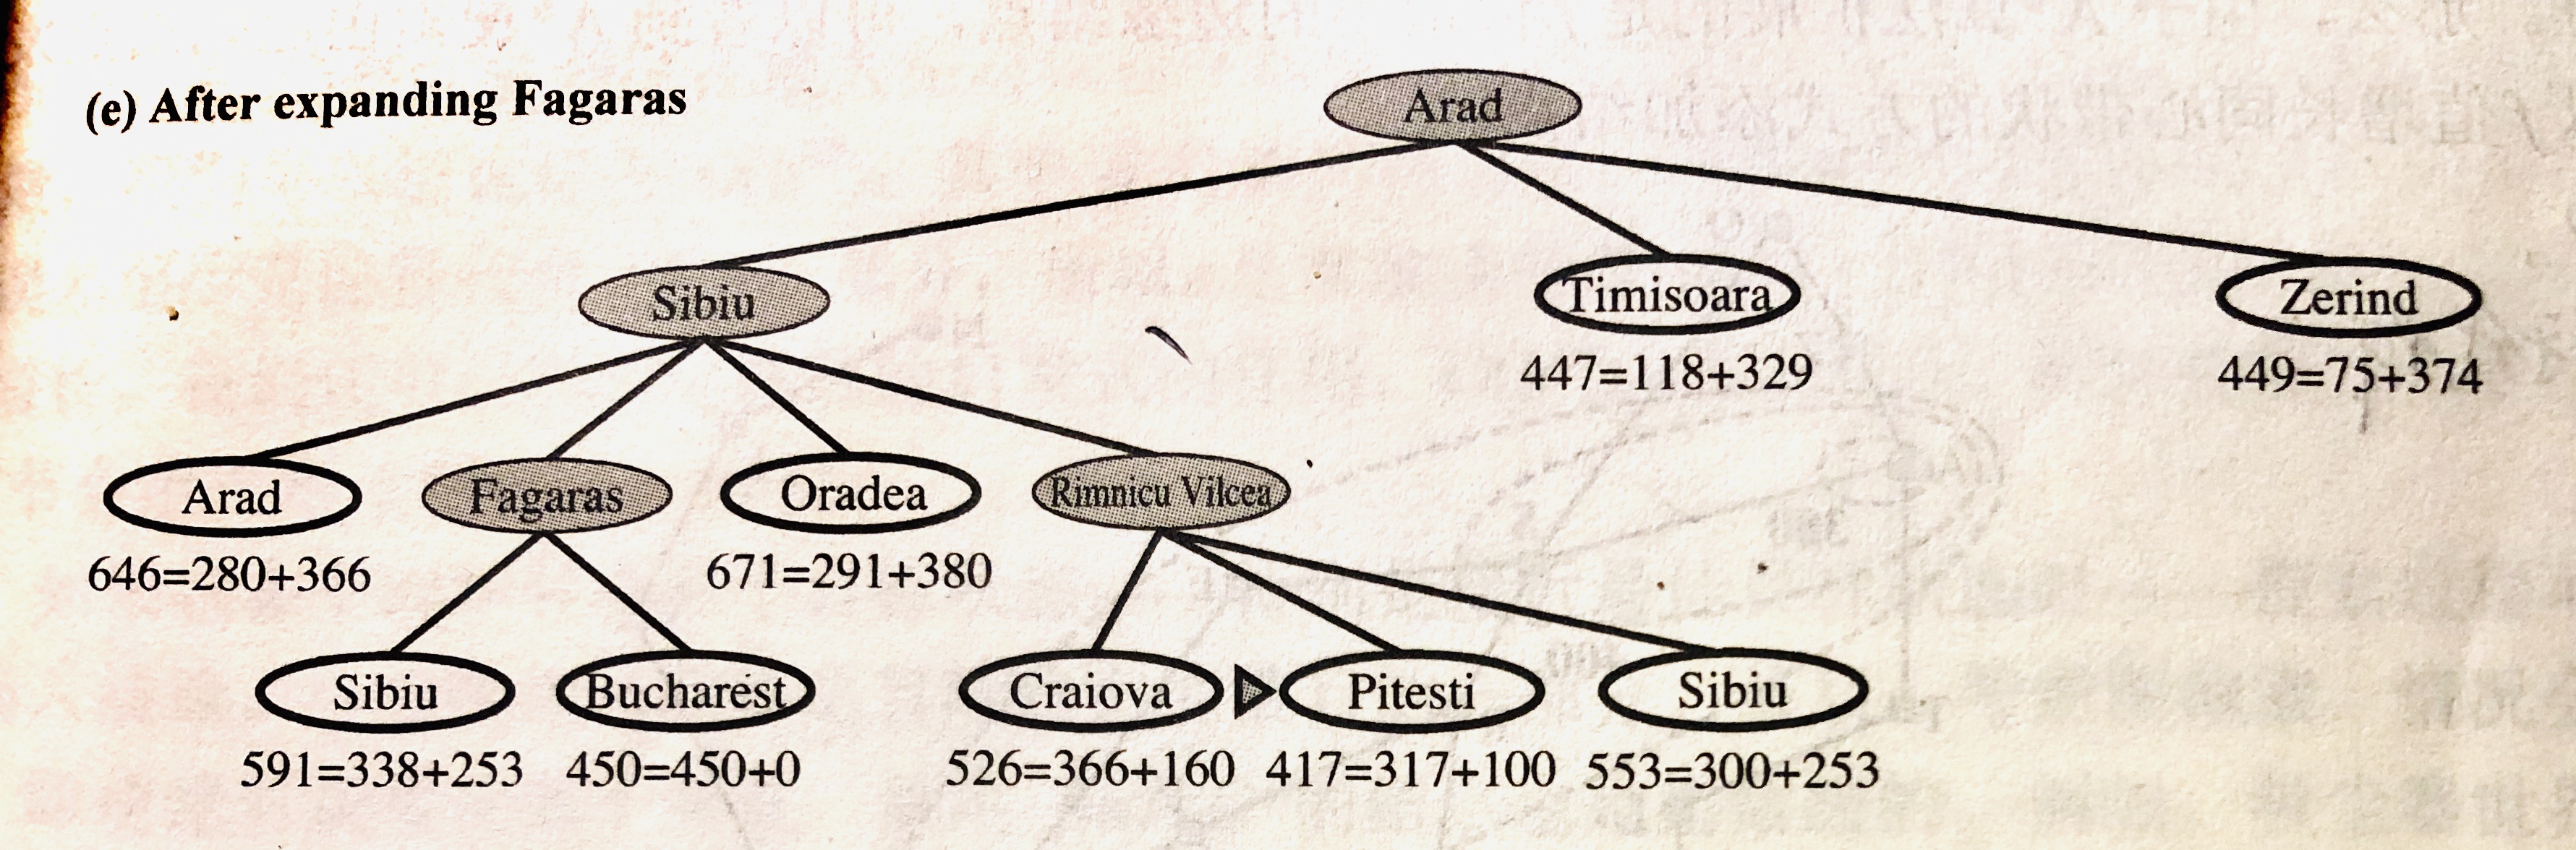 (e) After expanding Fagaras
Arad
Sibiu
Timisoara
Zerind
447=118+329
449=75+374
Arad
Fagaras
Oradea
Rimnicu Vilcea
646=280+366
671=291+380
Sibiu
Bucharest
Craiova
Pitesti
Sibiu
591=338+253
450=450+0
526=366+160
417=317+100
553=300+253